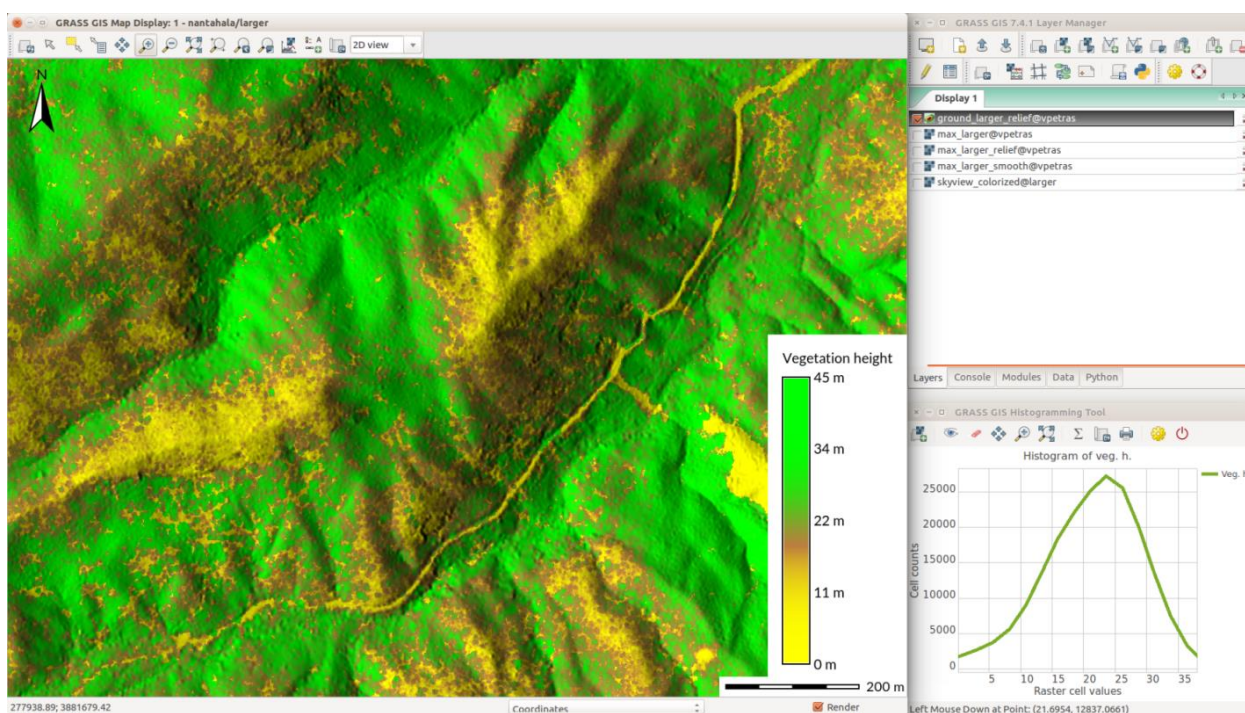 GRASS GIS Map Display: 1 - nantahala/larger
2D view
N
Vegetation height
45 m
34 m
22 m
11 m
0 m
200 m
277938.89; 3881679.42
Coordinates
Render
GRASS GIS 7.4.1 Layer Manager
Display 1
ground_larger_relief@vpetras
max_larger@vpetras
max_larger_relief@vpetras
max_larger_smooth@vpetras
skyview_colorized@larger
Layers Console Modules Data Python
GRASS GIS Histogramming Tool
Histogram of veg. h.
Veg. h
25000
20000
15000
10000
5000
0
Cell counts
5 10 15 20 25 30 35
Raster cell values
Left Mouse Down at Point: (21.6954, 12837.0661)